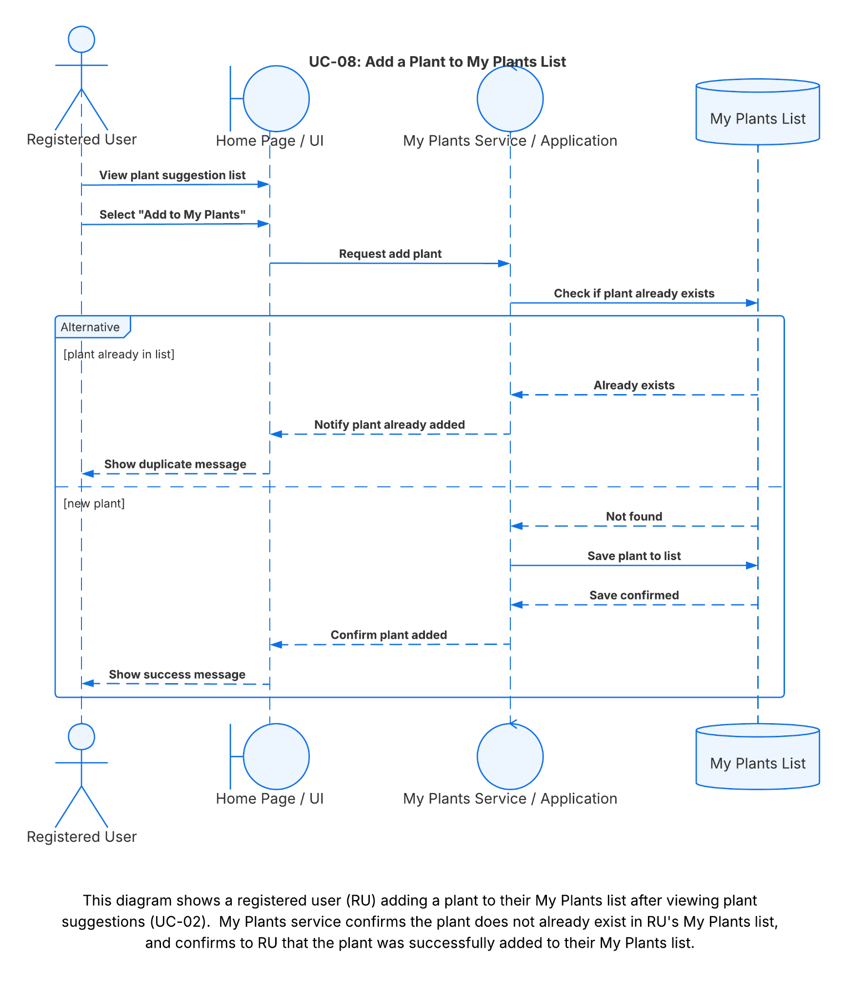 UC-08: Add a Plant to My Plants List
My Plants List
Registered User
Home Page / UI
My Plants Service / Application
View plant suggestion list
Select "Add to My Plants"
Request add plant
Check if plant already exists
Alternative
[plant already in list]
Already exists
Notify plant already added
Show duplicate message
[new plant]
Not found
Save plant to list
Save confirmed
Confirm plant added
Show success message
My Plants List
Home Page / UI
My Plants Service / Application
Registered User
This diagram shows a registered user (RU) adding a plant to their My Plants list after viewing plant
suggestions (UC-02).  My Plants service confirms the plant does not already exist in RU's My Plants list,
and confirms to RU that the plant was successfully added to their My Plants list.